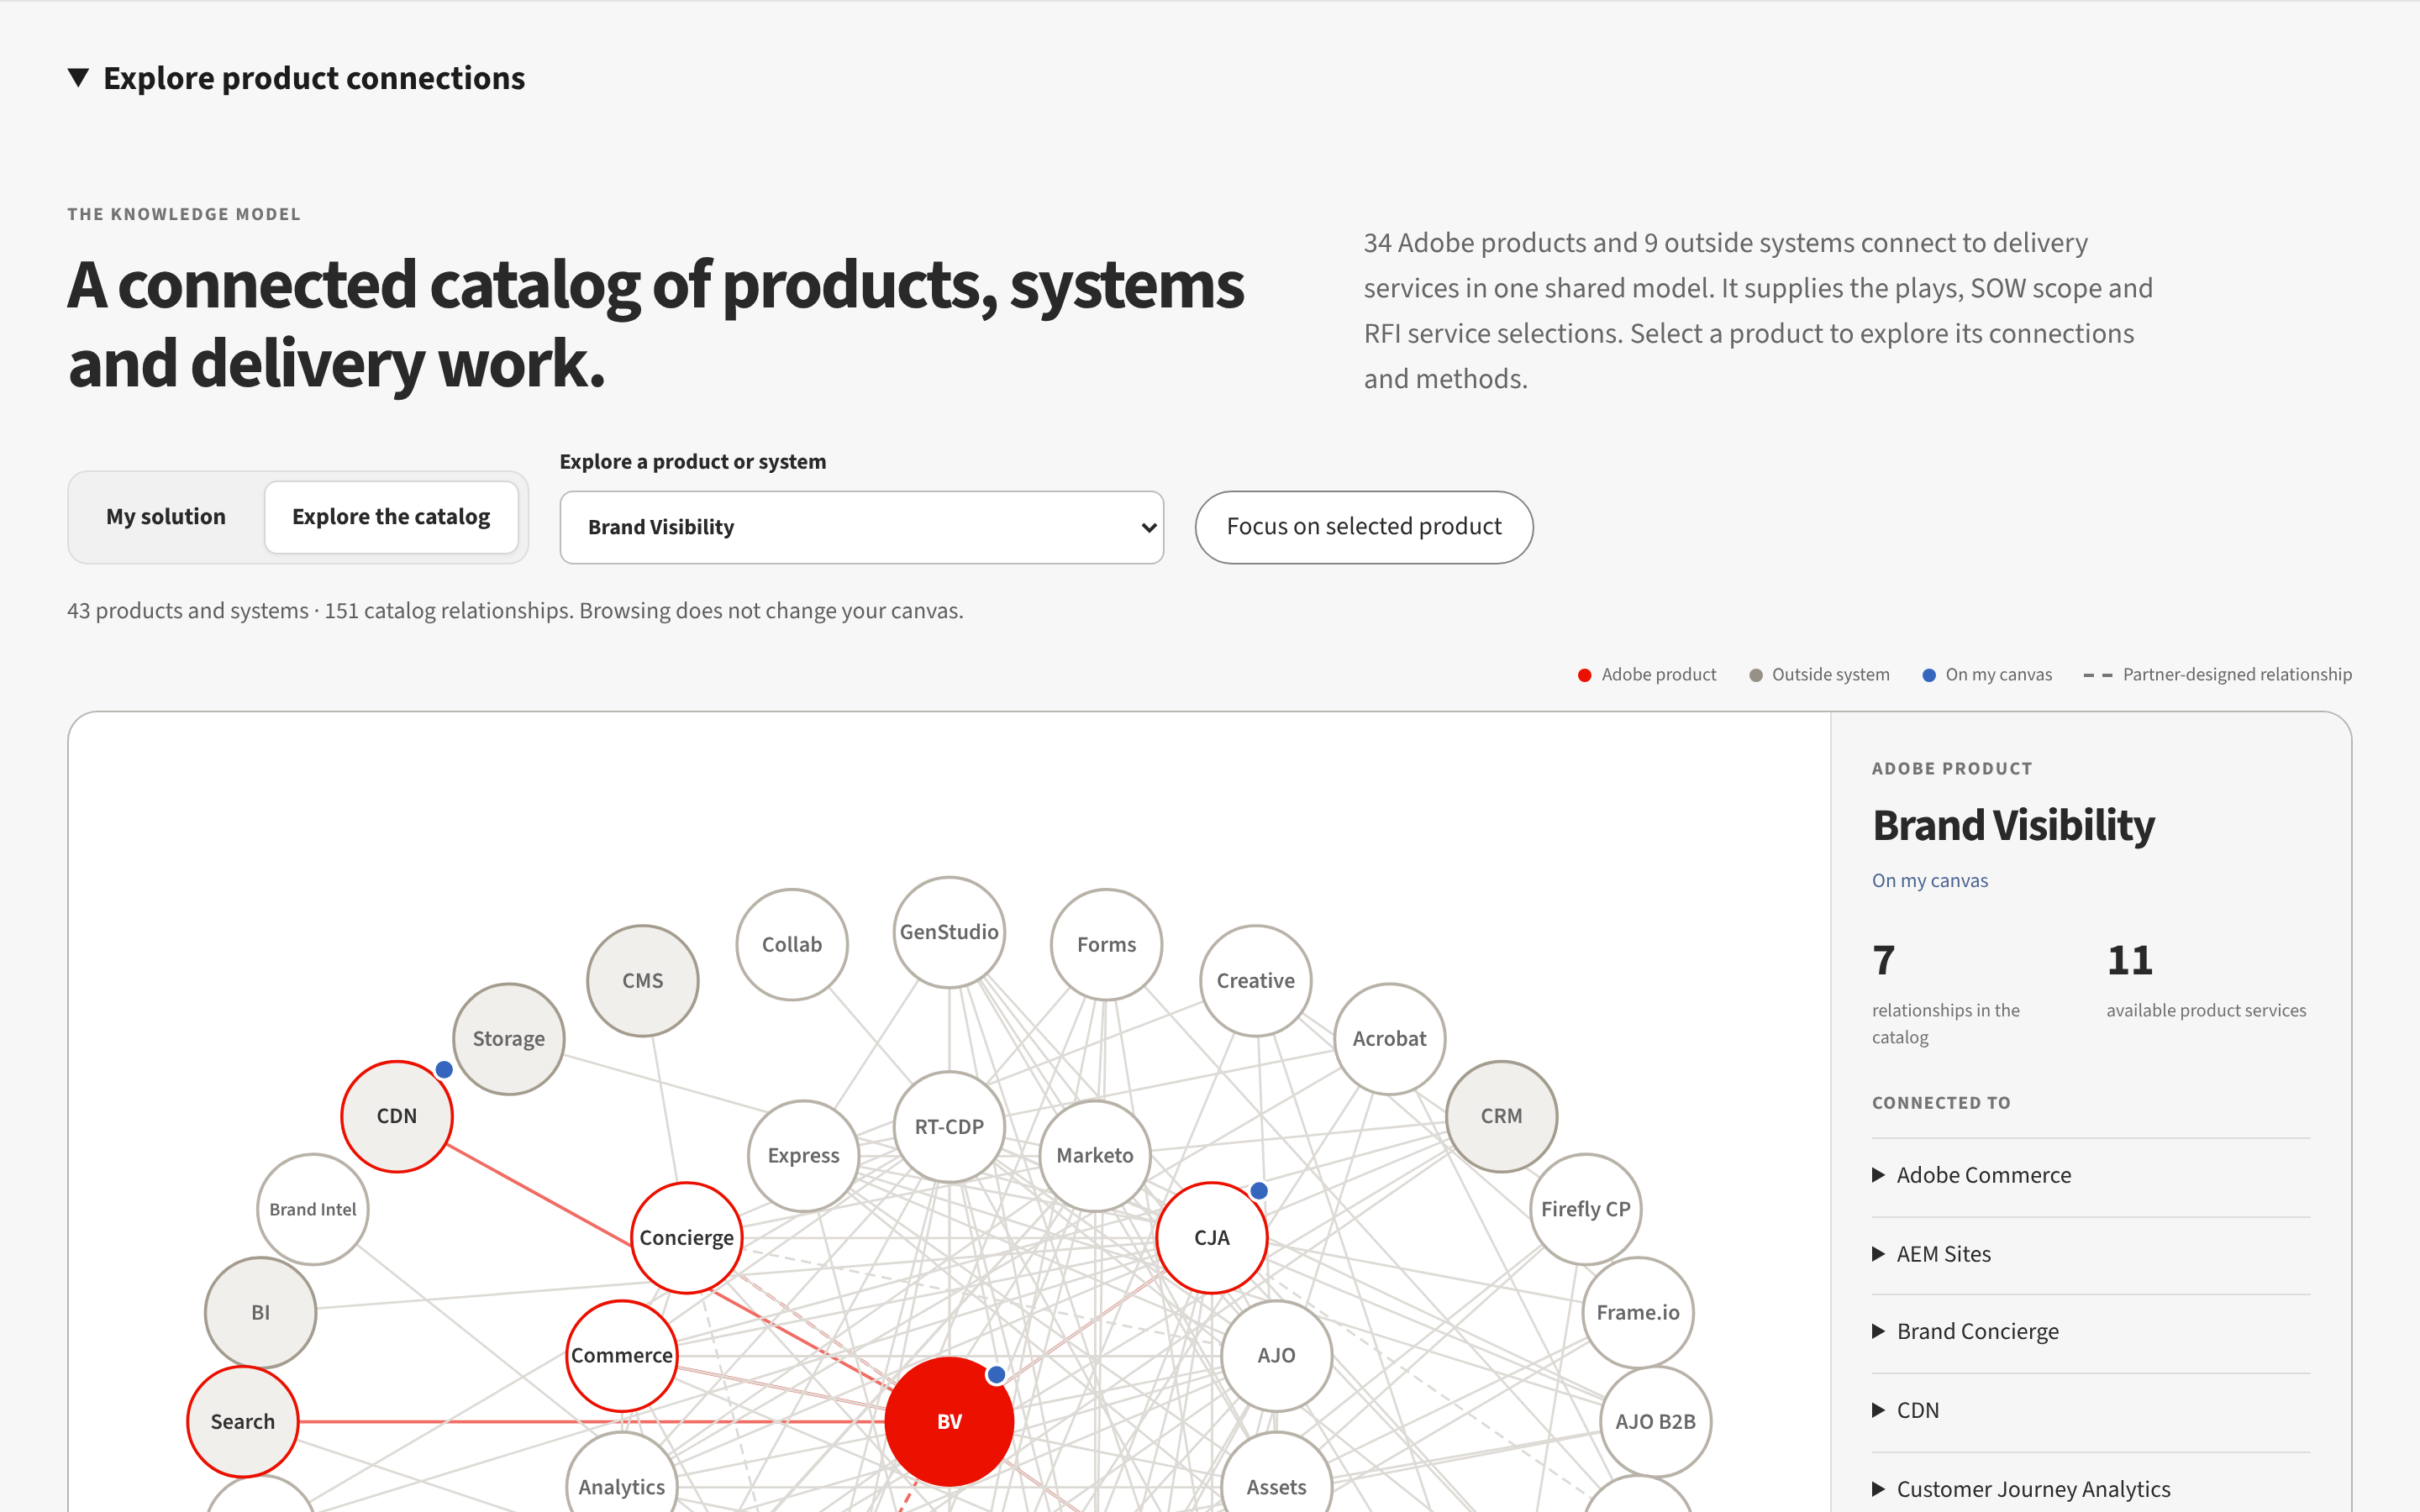 Explore product connections
THE KNOWLEDGE MODEL
A connected catalog of products, systems
and delivery work.
34 Adobe products and 9 outside systems connect to delivery
services in one shared model. It supplies the plays, SOW scope and
RFI service selections. Select a product to explore its connections
and methods.
My solution
Explore the catalog
Explore a product or system
Brand Visibility
Focus on selected product
43 products and systems · 151 catalog relationships. Browsing does not change your canvas.
Adobe product
Outside system
On my canvas
Partner-designed relationship
GenStudio
Collab
Forms
CMS
Creative
Storage
Acrobat
CDN
CRM
RT-CDP
Express
Marketo
Brand Intel
Firefly CP
Concierge
CJA
BI
Frame.io
Commerce
AJO
Search
BV
AJO B2B
Analytics
Assets
ADOBE PRODUCT
Brand Visibility
On my canvas
7
relationships in the
catalog
11
available product services
CONNECTED TO
Adobe Commerce
AEM Sites
Brand Concierge
CDN
Customer Journey Analytics